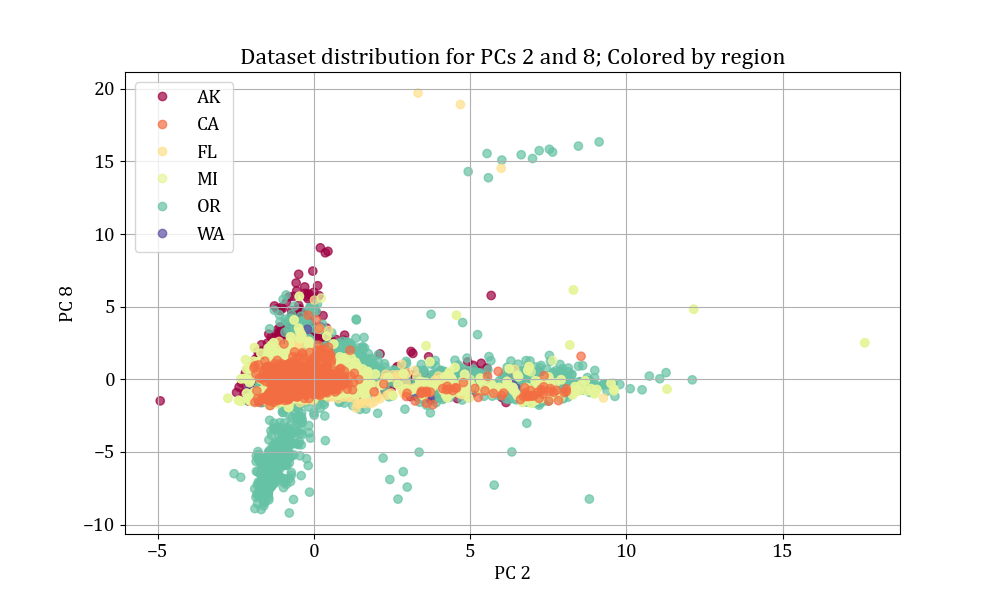 Dataset distribution for PCs 2 and 8; Colored by region
20
15
10
5
0
−5
−10
PC 8
AK
CA
FL
MI
OR
WA
−5
0
5
10
15
PC 2